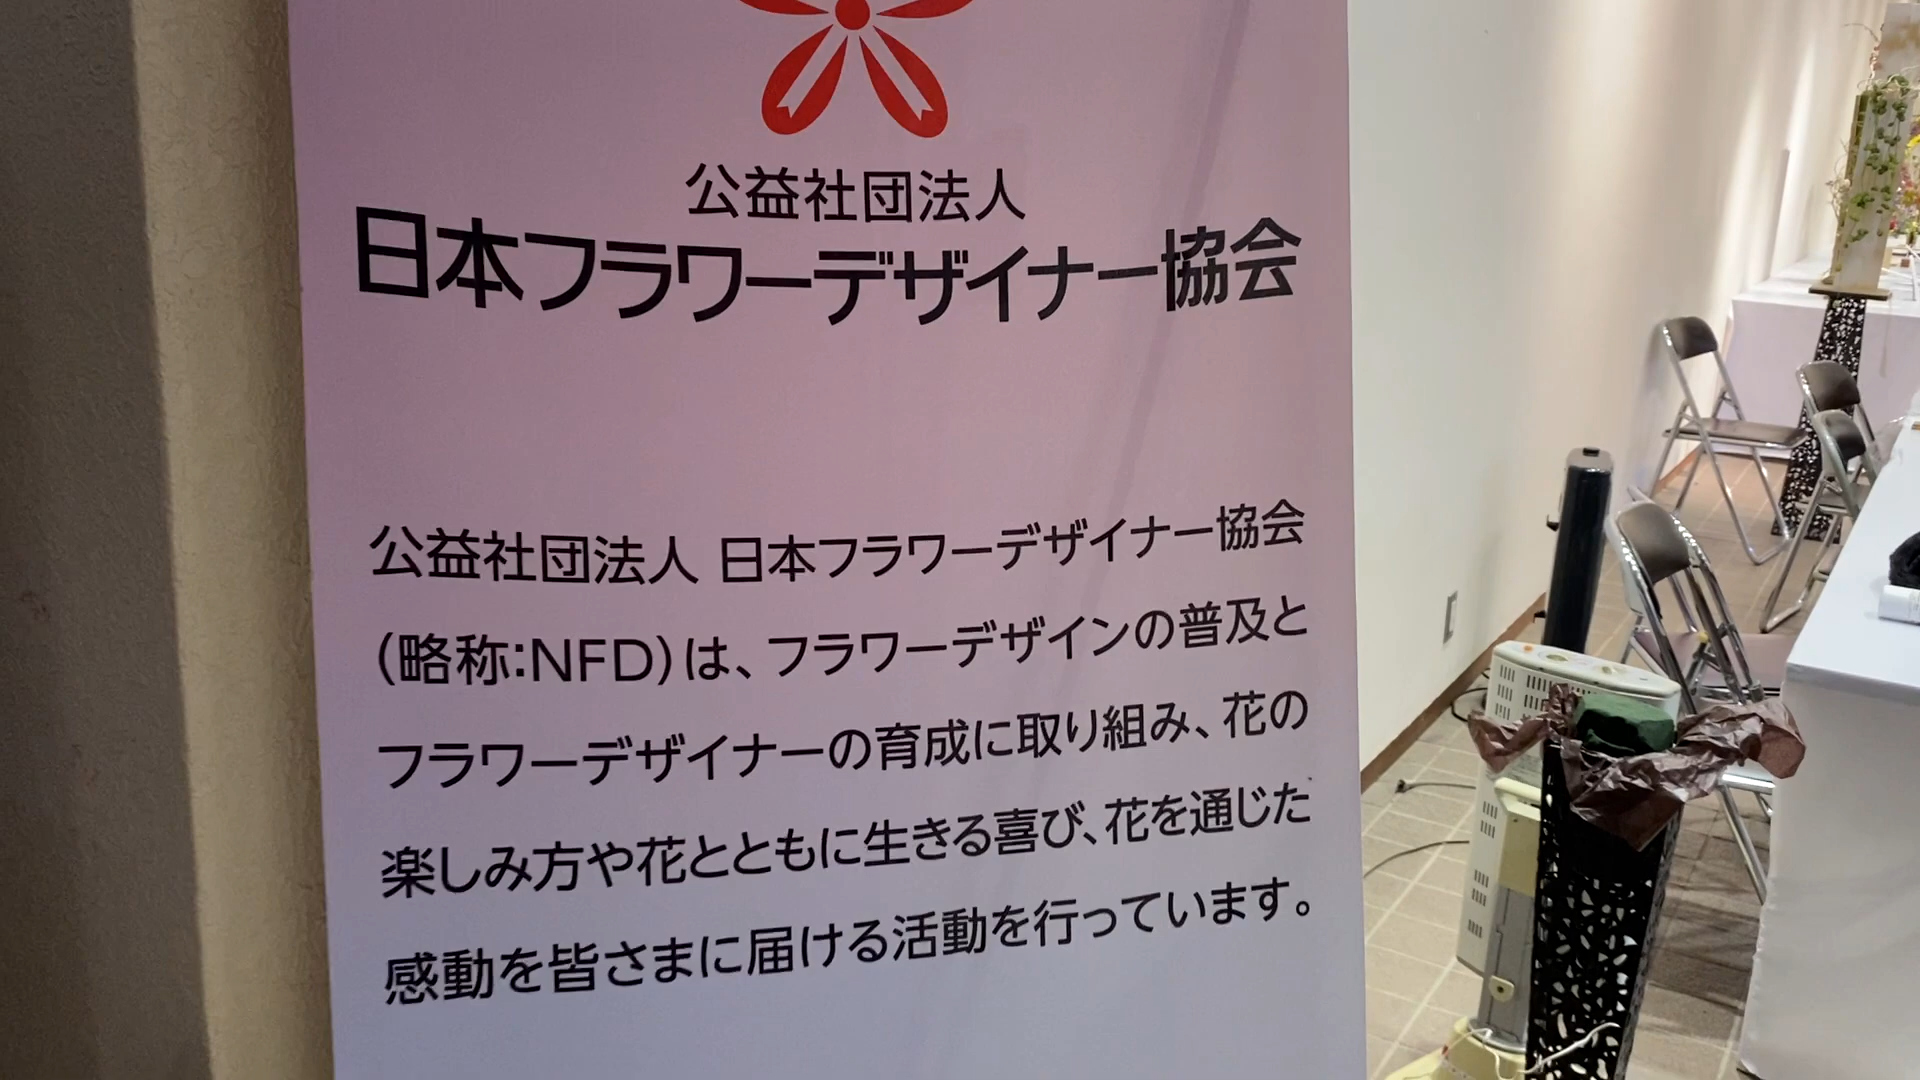 公益社団法人
日本フラワーデザイナー協会
公益社団法人 日本フラワーデザイナー協会
（略称:NFD）は、フラワーデザインの普及と
フラワーデザイナーの育成に取り組み、花の
楽しみ方や花とともに生きる喜び、花を通じた
感動を皆さまに届ける活動を行っています。